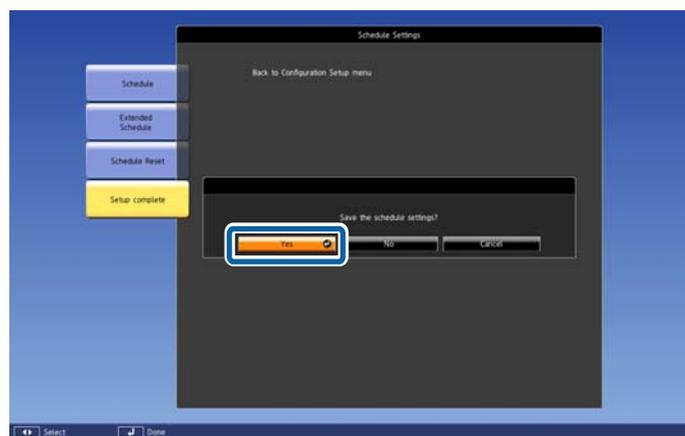 Schedule Settings
Back to Configuration Setup menu
Schedule
Extended
Schedule
Schedule Reset
Setup complete
Save the schedule settings?
Yes No Cancel
Select Done